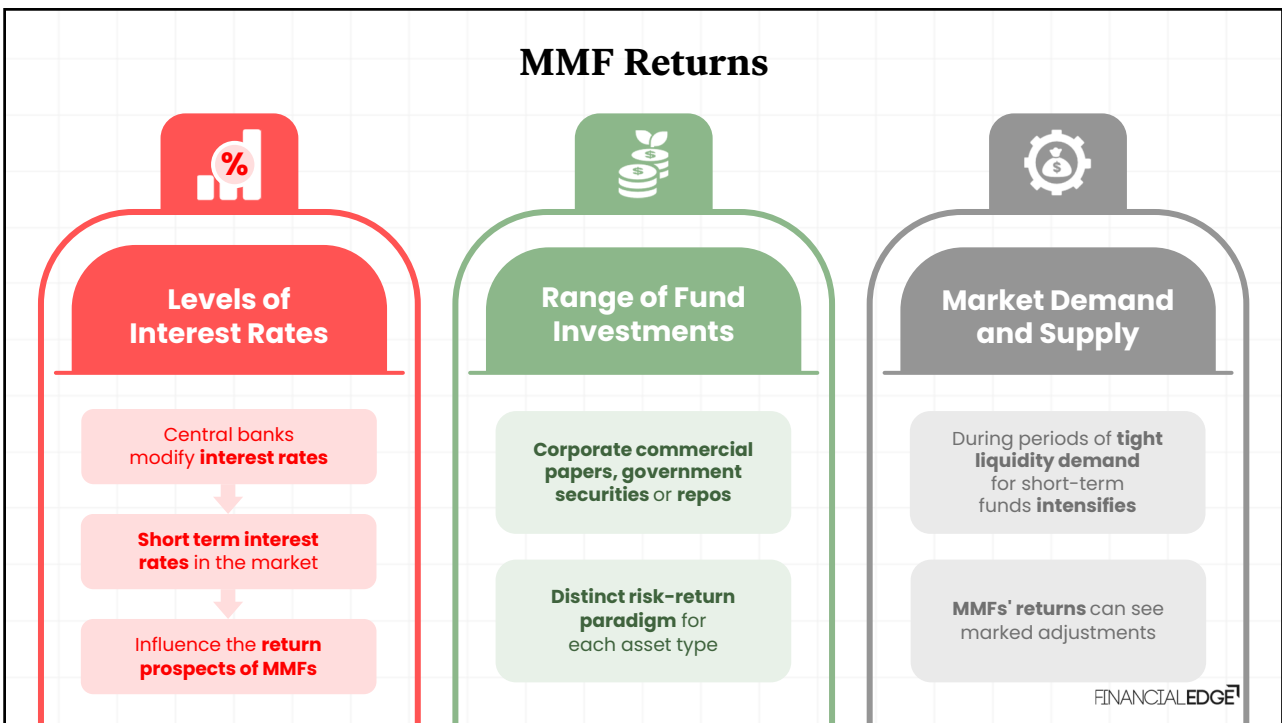 MMF Returns
%
$
$
$
Levels of
Interest Rates
Central banks
modify interest rates
Short term interest
rates in the market
Influence the return
prospects of MMFs
Range of Fund
Investments
Corporate commercial
papers, government
securities or repos
Distinct risk-return
paradigm for
each asset type
Market Demand
and Supply
During periods of tight
liquidity demand
for short-term
funds intensifies
MMFs' returns can see
marked adjustments
FINANCIALEDGE